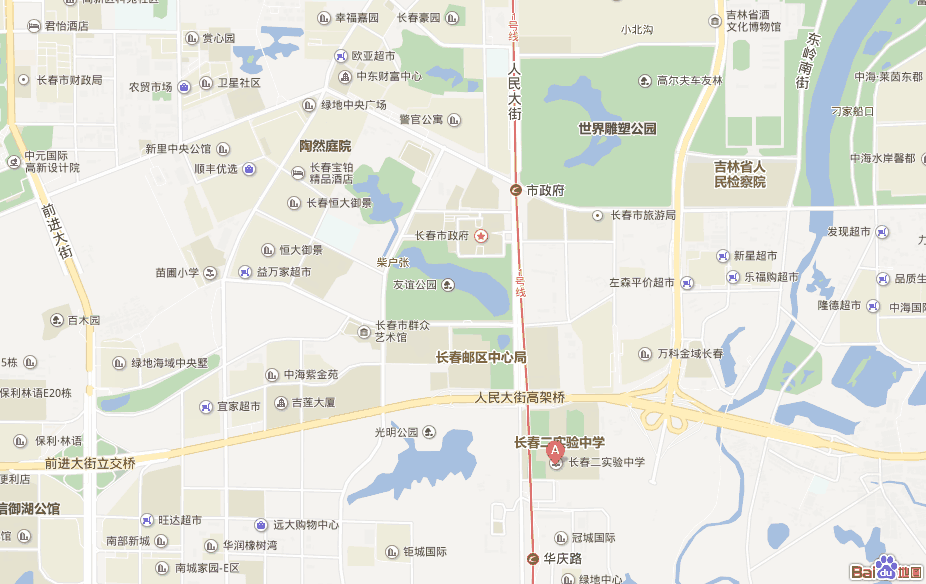 君怡酒店
幸福嘉园
长春豪园
吉林省酒
文化博物馆
小北沟
赏心园
号线
东岭南街
欧亚超市
中东财富中心
长春市财政局
农贸市场
卫星社区
人民大街
高尔夫车友林
中海·莱茵东郡
绿地中央广场
刁家船口
警官公寓
世界雕塑公园
陶然庭院
新里中央公馆
中元国际
高新设计院
顺丰优选
长春宝铂
精品酒店
吉林省人
民检察院
中海水岸馨都
市政府
长春恒大御景
前进大街
长春市旅游局
长春市政府
发现超市
恒大御景
新星超市
柴户张
苗圃小学
益万家超市
友谊公园
号线
左森平价超市
乐福购超市
品质生
隆德超市
中海国际
百木园
长春市群众
艺术馆
长春邮区中心局
万科金域长春
5栋
绿地海域中央墅
中海紫金苑
保利林语E20栋
人民大街高架桥
宜家超市
吉莲大厦
光明公园
保利·林语
长春二实验中学
A
长春二实验中学
前进大街立交桥
便利店
信御湖公馆
旺达超市
远大购物中心
馆
南部新城
华润橡树湾
钜城国际
冠城国际
华庆路
南城家园-E区
绿地中心
Bai du 地图